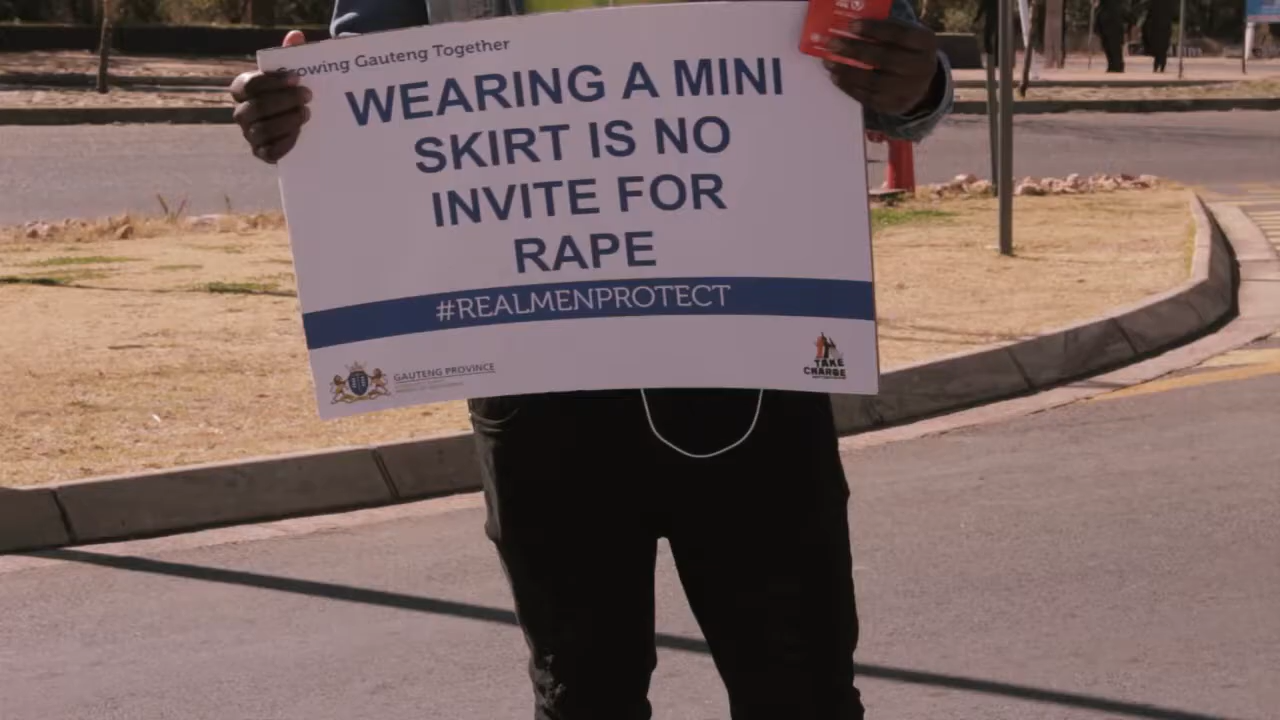 Growing Gauteng Together
WEARING A MINI
SKIRT IS NO
INVITE FOR
RAPE
#REALMENPROTECT
GAUTENG PROVINCE
TAKE
CHARGE